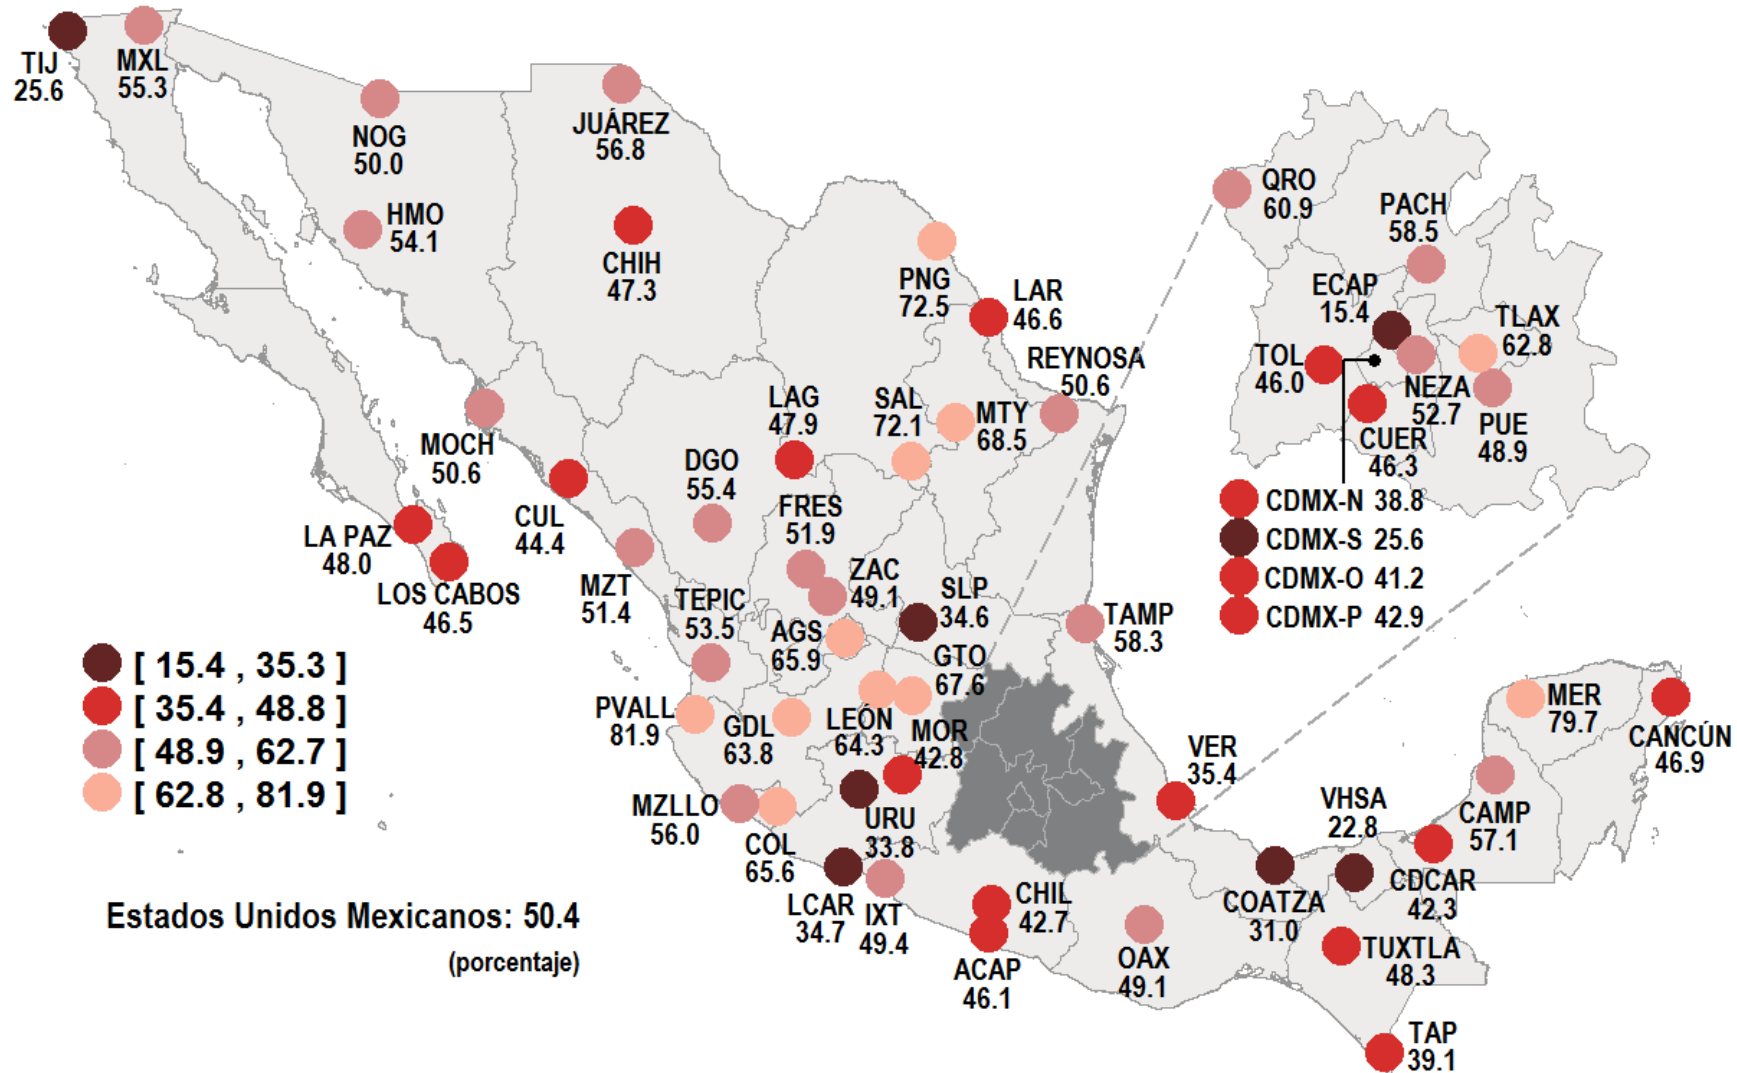 TIJ
25.6
MXL
55.3
NOG
50.0
HMO
54.1
JUÁREZ
56.8
CHIH
47.3
PNG
72.5
LAR
46.6
REYNOSA
50.6
MOCH
50.6
CUL
44.4
LA PAZ
48.0
LOS CABOS
46.5
MZT
51.4
DGO
55.4
LAG
47.9
SAL
72.1
MTY
68.5
FRES
51.9
ZAC
49.1
SLP
34.6
TEPIC
53.5
AGS
65.9
GTO
67.6
TAMP
58.3
PVALL
81.9
GDL
63.8
LEÓN
64.3
MOR
42.8
MZLLO
56.0
COL
65.6
URU
33.8
LCAR
34.7
IXT
49.4
CHIL
42.7
ACAP
46.1
OAX
49.1
VER
35.4
COATZA
31.0
VHSA
22.8
CDCAR
42.3
TUXTLA
48.3
TAP
39.1
CAMP
57.1
MER
79.7
CANCÚN
46.9
QRO
60.9
PACH
58.5
ECAP
15.4
TLAX
62.8
TOL
46.0
NEZA
52.7
PUE
48.9
CUER
46.3
CDMX-N 38.8
CDMX-S 25.6
CDMX-O 41.2
CDMX-P 42.9
[ 15.4 , 35.3 ]
[ 35.4 , 48.8 ]
[ 48.9 , 62.7 ]
[ 62.8 , 81.9 ]
Estados Unidos Mexicanos: 50.4
(porcentaje)